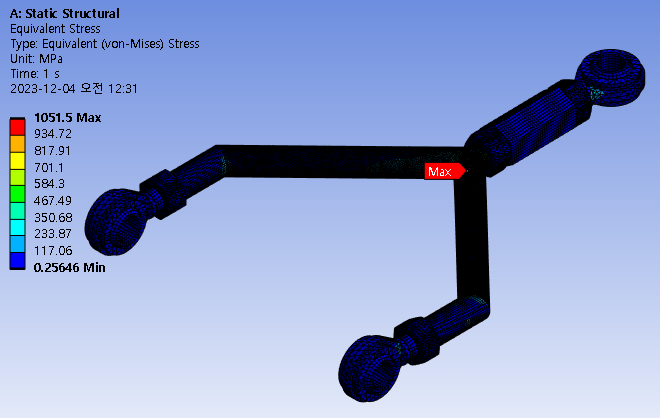 A: Static Structural
Equivalent Stress
Type: Equivalent (von-Mises) Stress
Unit: MPa
Time: 1 s
2023-12-04 오전 12:31
1051.5 Max
934.72
817.91
701.1
584.3
467.49
350.68
233.87
117.06
0.25646 Min
Max